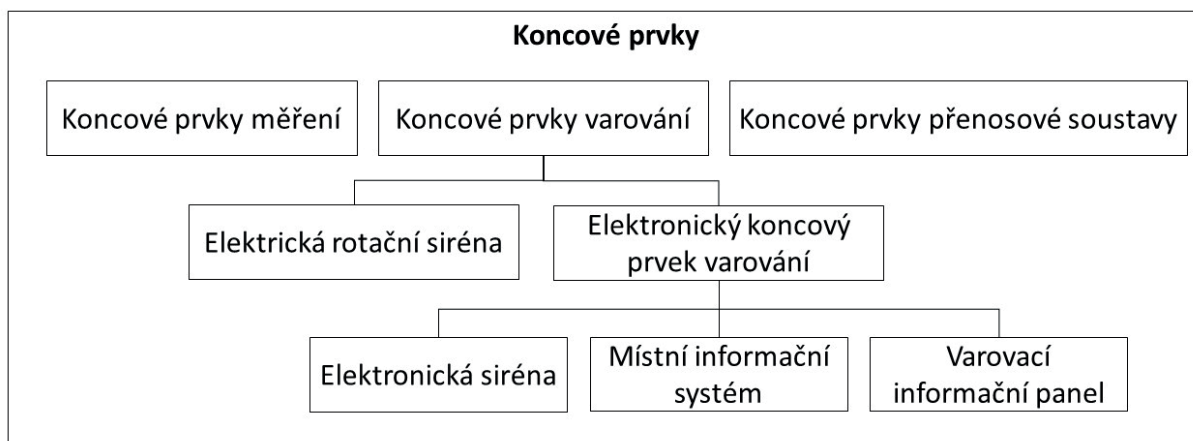 Koncové prvky
Koncové prvky měření
Koncové prvky varování
Koncové prvky přenosové soustavy
Elektrická rotační siréna
Elektronický koncový
prvek varování
Elektronická siréna
Místní informační
systém
Varovací
informační panel